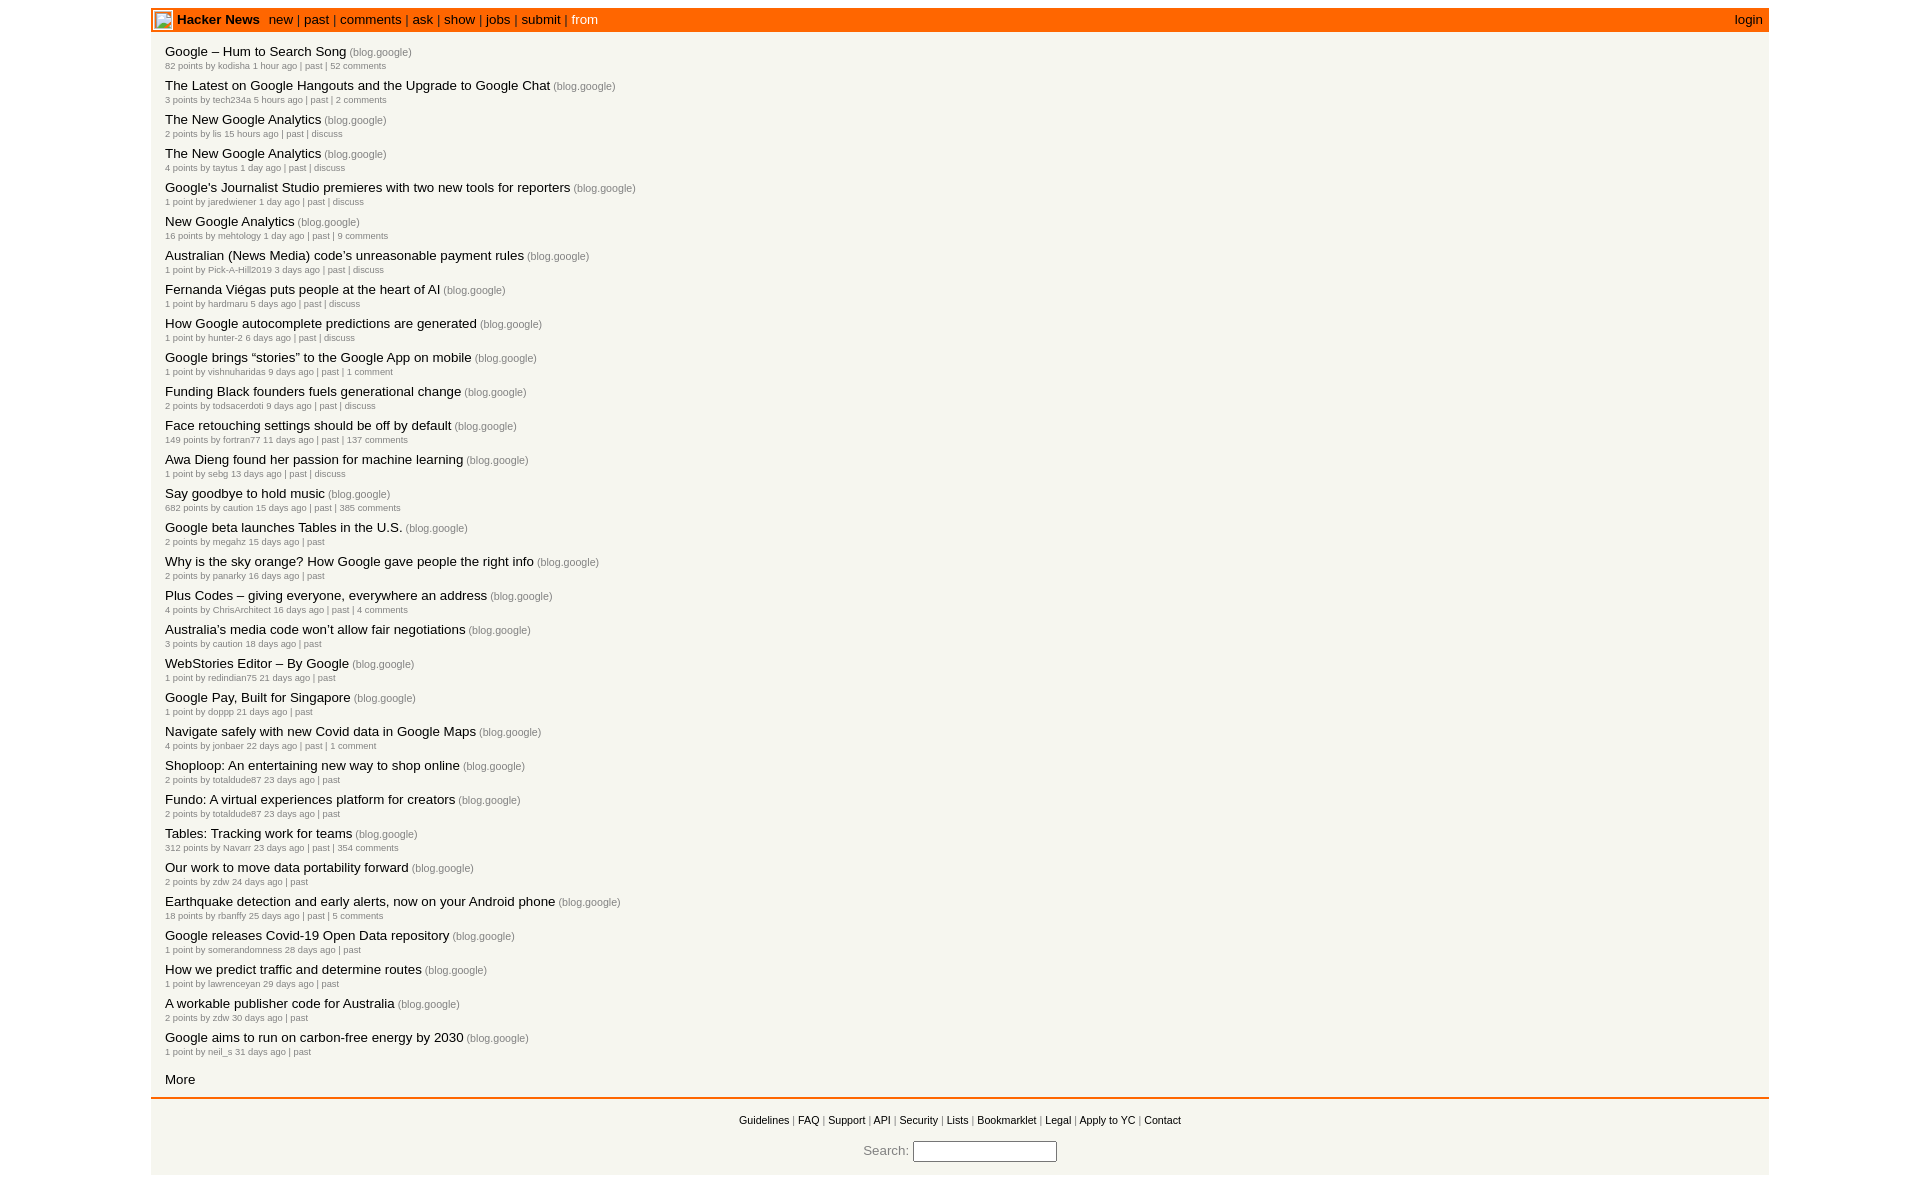 Hacker News new | past | comments | ask | show | jobs | submit | from login
Google – Hum to Search Song (blog.google)
82 points by kodisha 1 hour ago | past | 52 comments
The Latest on Google Hangouts and the Upgrade to Google Chat (blog.google)
3 points by tech234a 5 hours ago | past | 2 comments
The New Google Analytics (blog.google)
2 points by lis 15 hours ago | past | discuss
The New Google Analytics (blog.google)
4 points by taytus 1 day ago | past | discuss
Google's Journalist Studio premieres with two new tools for reporters (blog.google)
1 point by jaredwiener 1 day ago | past | discuss
New Google Analytics (blog.google)
16 points by mehtology 1 day ago | past | 9 comments
Australian (News Media) code’s unreasonable payment rules (blog.google)
1 point by Pick-A-Hill2019 3 days ago | past | discuss
Fernanda Viégas puts people at the heart of AI (blog.google)
1 point by hardmaru 5 days ago | past | discuss
How Google autocomplete predictions are generated (blog.google)
1 point by hunter-2 6 days ago | past | discuss
Google brings “stories” to the Google App on mobile (blog.google)
1 point by vishnuharidas 9 days ago | past | 1 comment
Funding Black founders fuels generational change (blog.google)
2 points by todsacerdoti 9 days ago | past | discuss
Face retouching settings should be off by default (blog.google)
149 points by fortran77 11 days ago | past | 137 comments
Awa Dieng found her passion for machine learning (blog.google)
1 point by sebg 13 days ago | past | discuss
Say goodbye to hold music (blog.google)
682 points by caution 15 days ago | past | 385 comments
Google beta launches Tables in the U.S. (blog.google)
2 points by megahz 15 days ago | past
Why is the sky orange? How Google gave people the right info (blog.google)
2 points by panarky 16 days ago | past
Plus Codes – giving everyone, everywhere an address (blog.google)
4 points by ChrisArchitect 16 days ago | past | 4 comments
Australia’s media code won’t allow fair negotiations (blog.google)
3 points by caution 18 days ago | past
WebStories Editor – By Google (blog.google)
1 point by redindian75 21 days ago | past
Google Pay, Built for Singapore (blog.google)
1 point by doppp 21 days ago | past
Navigate safely with new Covid data in Google Maps (blog.google)
4 points by jonbaer 22 days ago | past | 1 comment
Shoploop: An entertaining new way to shop online (blog.google)
2 points by totaldude87 23 days ago | past
Fundo: A virtual experiences platform for creators (blog.google)
2 points by totaldude87 23 days ago | past
Tables: Tracking work for teams (blog.google)
312 points by Navarr 23 days ago | past | 354 comments
Our work to move data portability forward (blog.google)
2 points by zdw 24 days ago | past
Earthquake detection and early alerts, now on your Android phone (blog.google)
18 points by rbanffy 25 days ago | past | 5 comments
Google releases Covid-19 Open Data repository (blog.google)
1 point by somerandomness 28 days ago | past
How we predict traffic and determine routes (blog.google)
1 point by lawrenceyan 29 days ago | past
A workable publisher code for Australia (blog.google)
2 points by zdw 30 days ago | past
Google aims to run on carbon-free energy by 2030 (blog.google)
1 point by neil_s 31 days ago | past
More
Guidelines | FAQ | Support | API | Security | Lists | Bookmarklet | Legal | Apply to YC | Contact
Search: